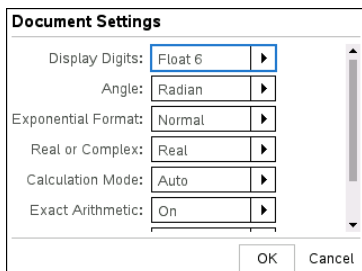 Document Settings
Display Digits: Float 6
Angle: Radian
Exponential Format: Normal
Real or Complex: Real
Calculation Mode: Auto
Exact Arithmetic: On
OK Cancel